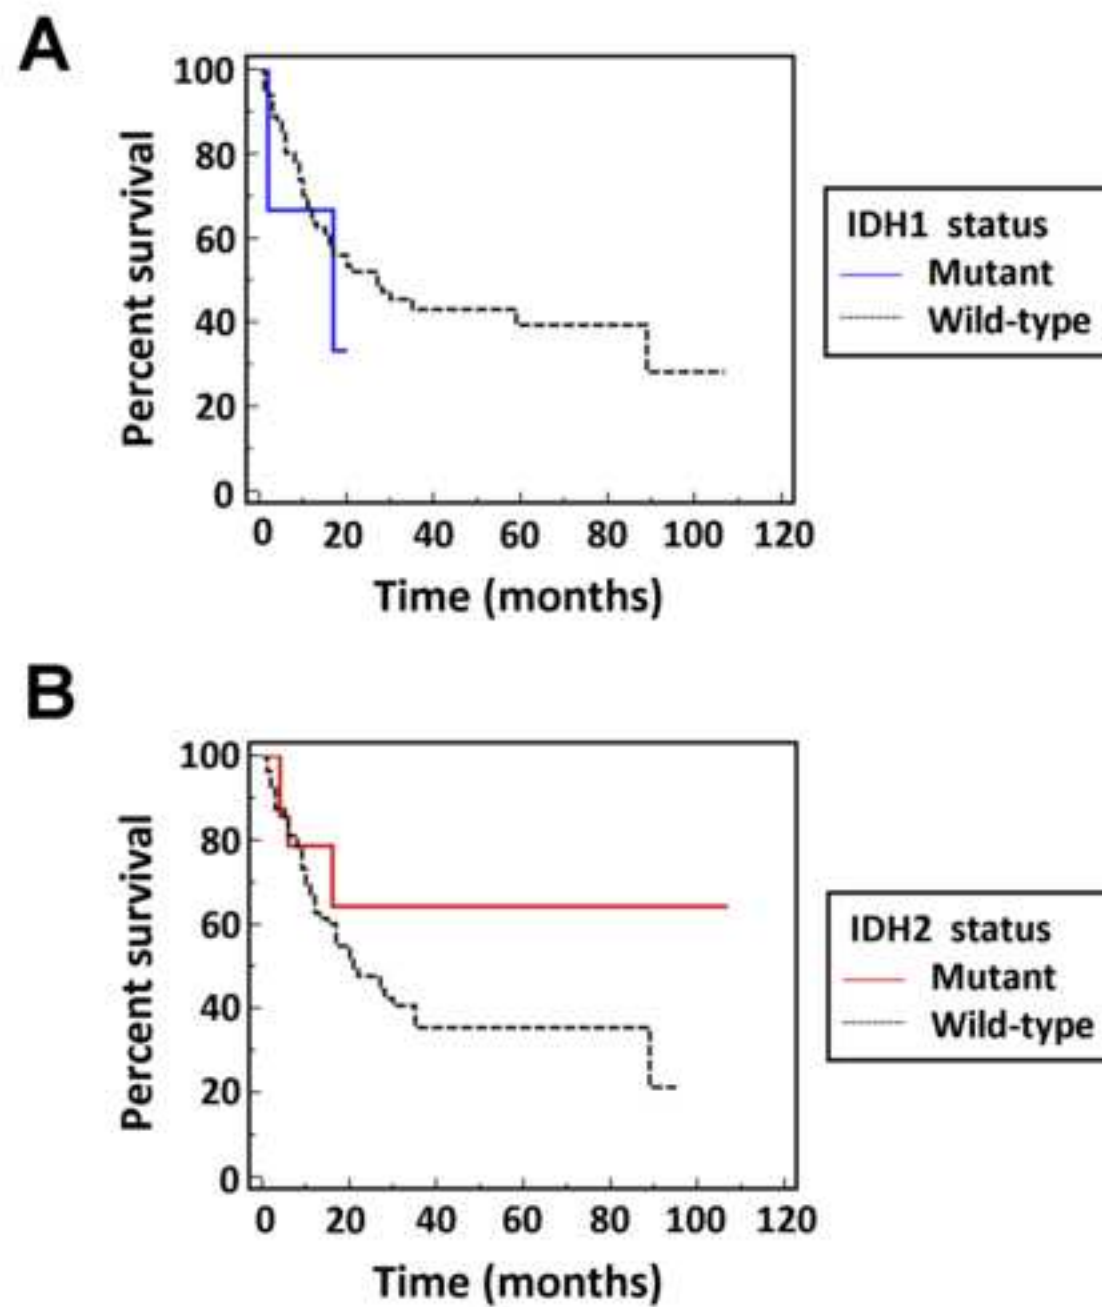 A
100
80
60
40
20
0
Percent survival
0 20 40 60 80 100 120
Time (months)
IDH1 status
Mutant
Wild-type
B
100
80
60
40
20
0
Percent survival
0 20 40 60 80 100 120
Time (months)
IDH2 status
Mutant
Wild-type